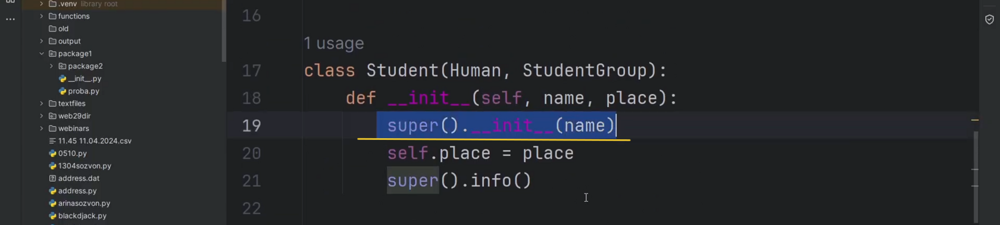 .venv library root
functions
old
output
package1
package2
__init__.py
proba.py
textfiles
web29dir
webinars
11.45 11.04.2024.csv
0510.py
1304sozvon.py
address.dat
address.py
arinasozvon.py
blackdjack.py
16
1 usage
17 class Student(Human, StudentGroup):
18 def __init__(self, name, place):
19 super().__init__(name)
20 self.place = place
21 super().info()
22